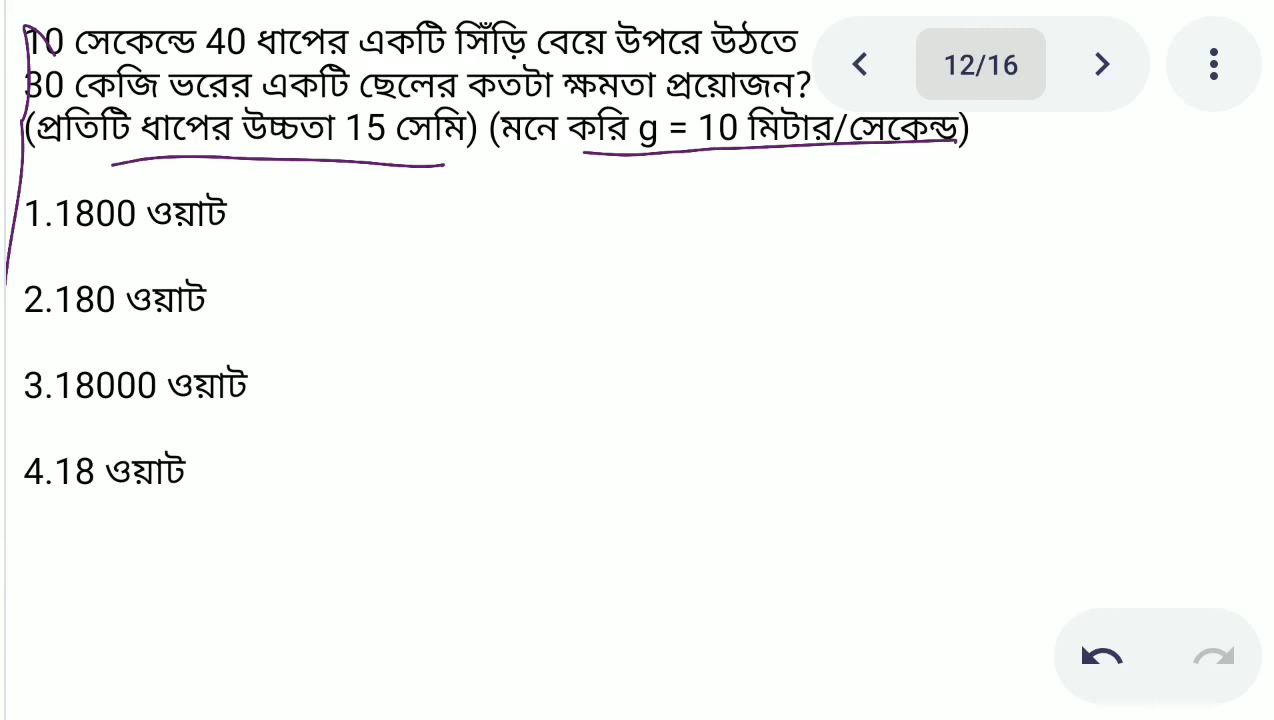 10 সেকেন্ডে 40 ধাপের একটি সিঁড়ি বেয়ে উপরে উঠতে
30 কেজি ভরের একটি ছেলের কতটা ক্ষমতা প্রয়োজন?
(প্রতিটি ধাপের উচ্চতা 15 সেমি) (মনে করি g = 10 মিটার/সেকেন্ড)
12/16
1.1800 ওয়াট
2.180 ওয়াট
3.18000 ওয়াট
4.18 ওয়াট